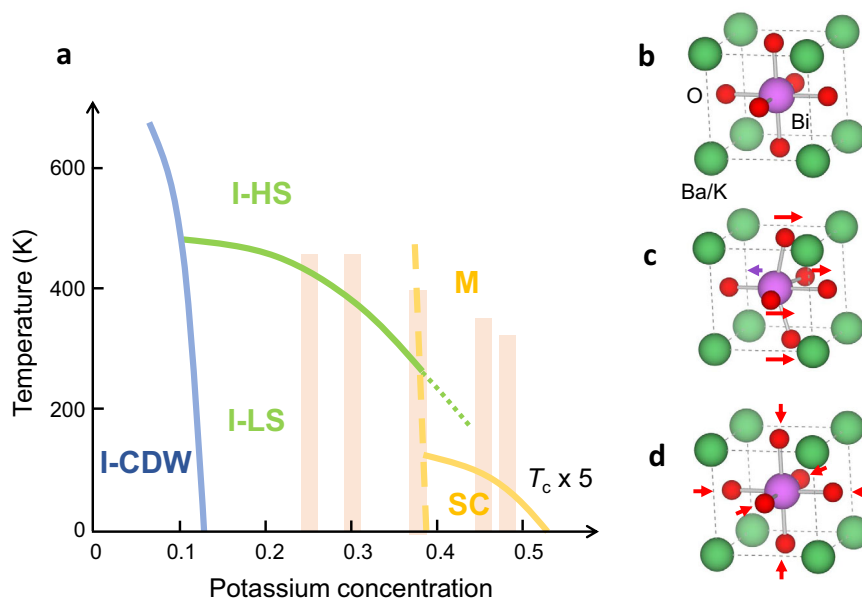 a
b
O
Bi
Ba/K
c
d
Temperature (K)
600
400
200
0
I-HS
M
I-LS
I-CDW
SC
Tc x 5
0
0.1
0.2
0.3
0.4
0.5
Potassium concentration